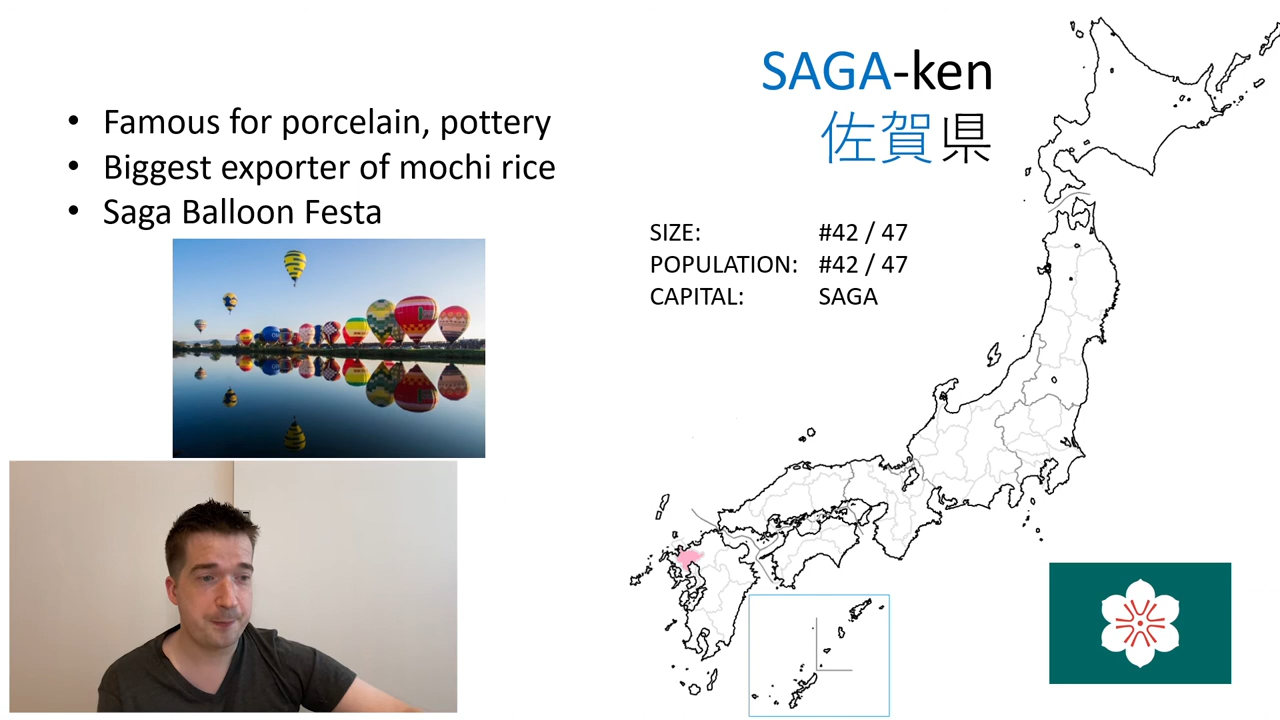 • Famous for porcelain, pottery
• Biggest exporter of mochi rice
• Saga Balloon Festa
SAGA-ken
佐賀県
SIZE: #42 / 47
POPULATION: #42 / 47
CAPITAL: SAGA